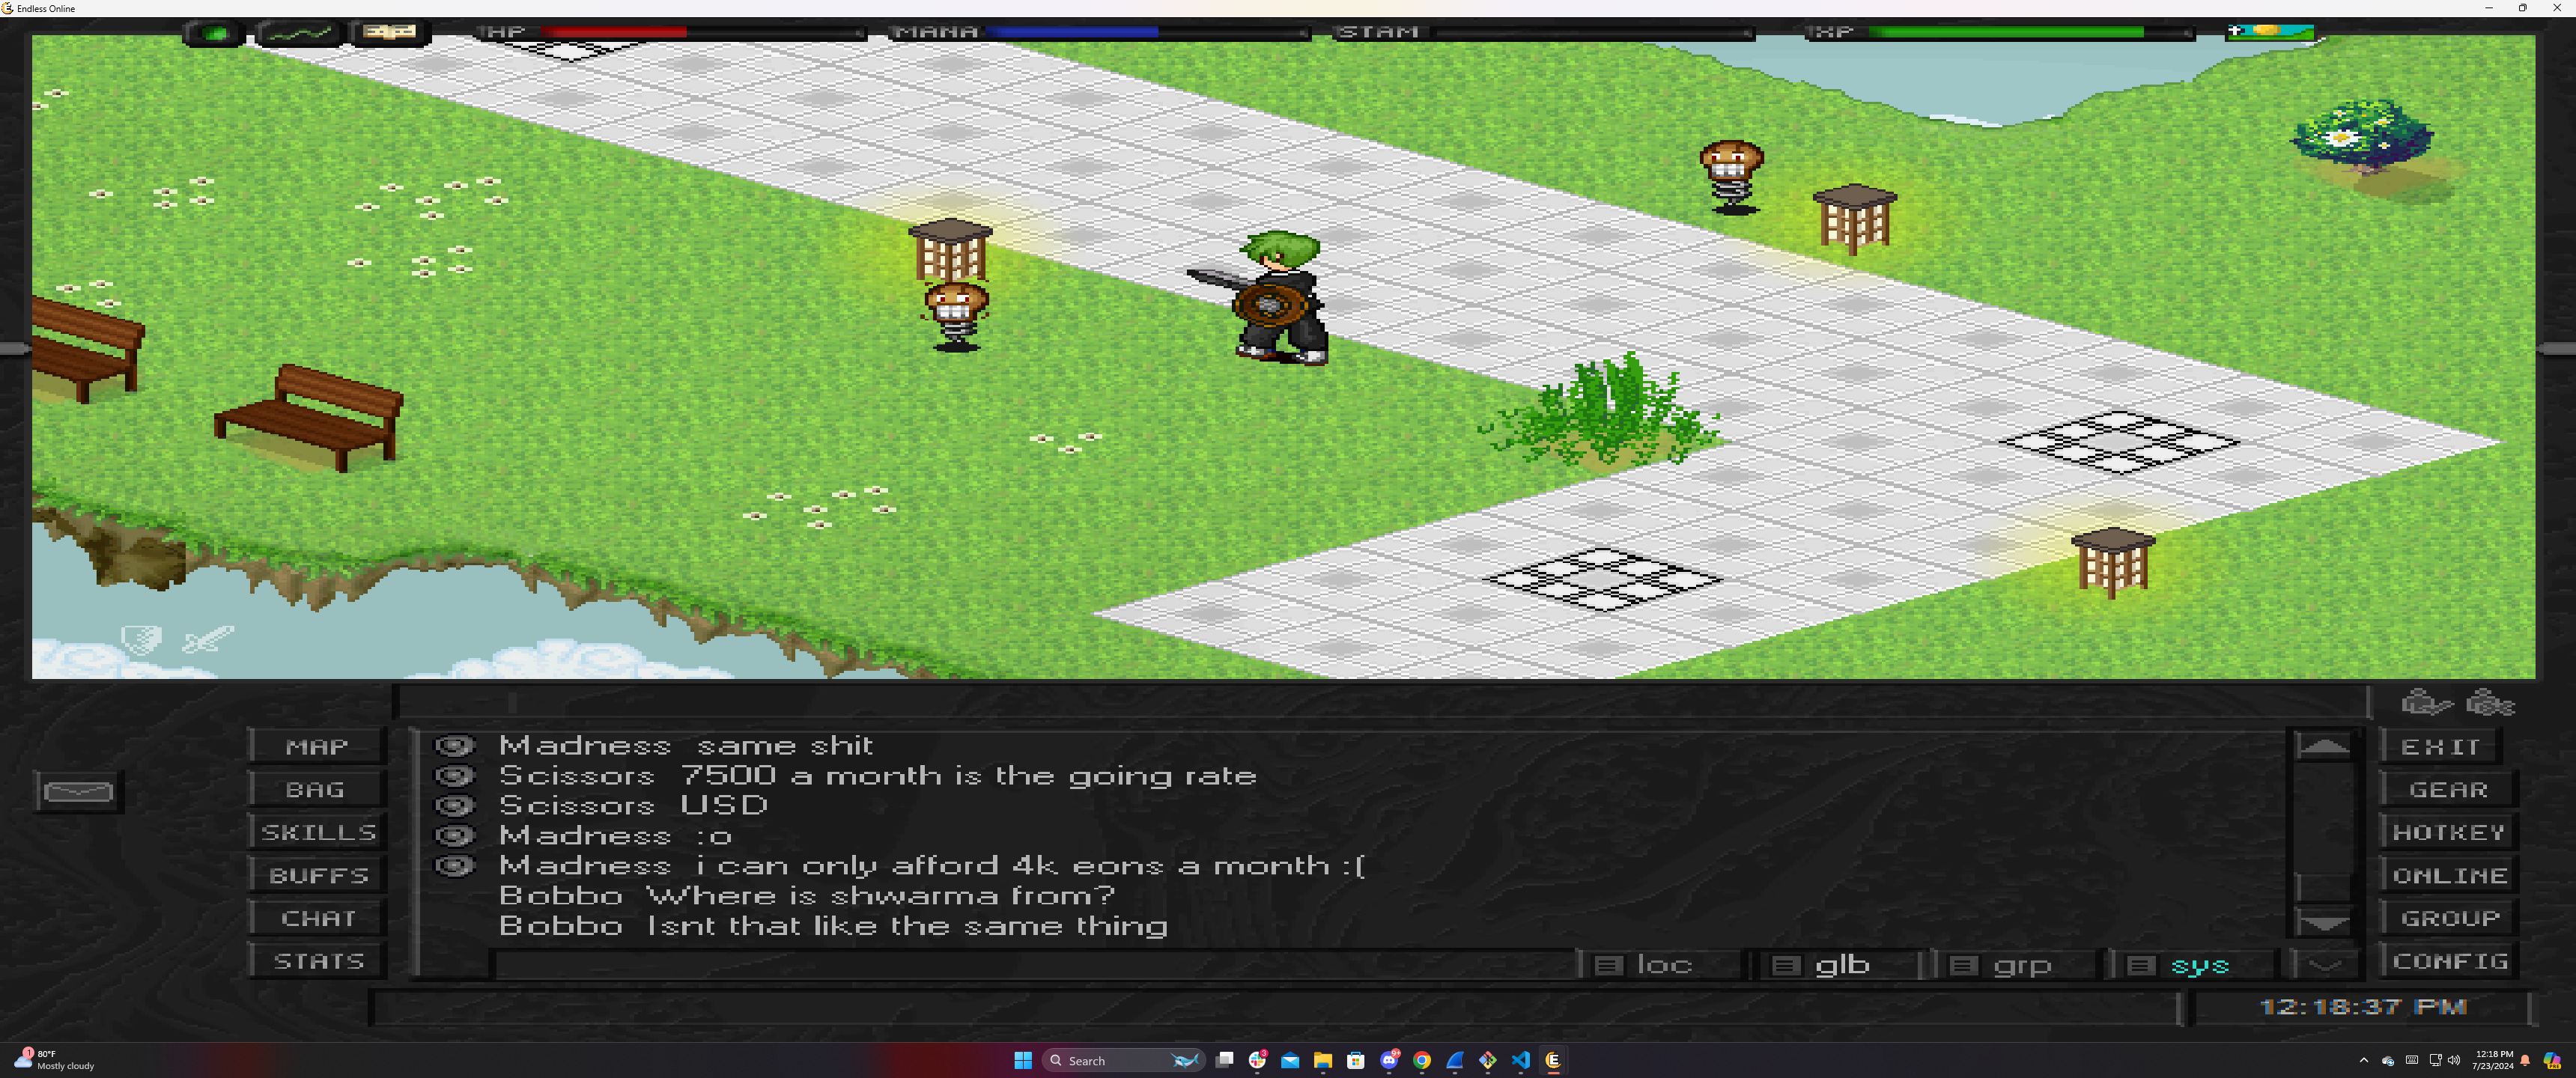 Endless Online
HP MANA STAM XP
MAP
BAG
SKILLS
BUFFS
CHAT
STATS
Madness same shit
Scissors 7500 a month is the going rate
Scissors USD
Madness :o
Madness i can only afford 4k eons a month :(
Bobbo Where is shwarma from?
Bobbo Isnt that like the same thing
loc glb grp sys
EXIT
GEAR
HOTKEY
ONLINE
GROUP
CONFIG
12:18:37 PM
1
80°F
Mostly cloudy
Search
3
9+
12:18 PM
7/23/2024